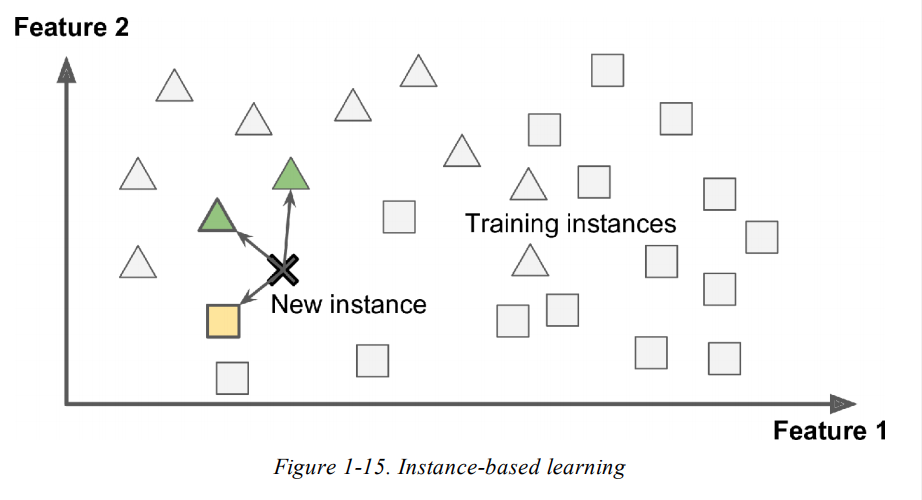 Feature 2
Training instances
New instance
Feature 1
Figure 1-15. Instance-based learning